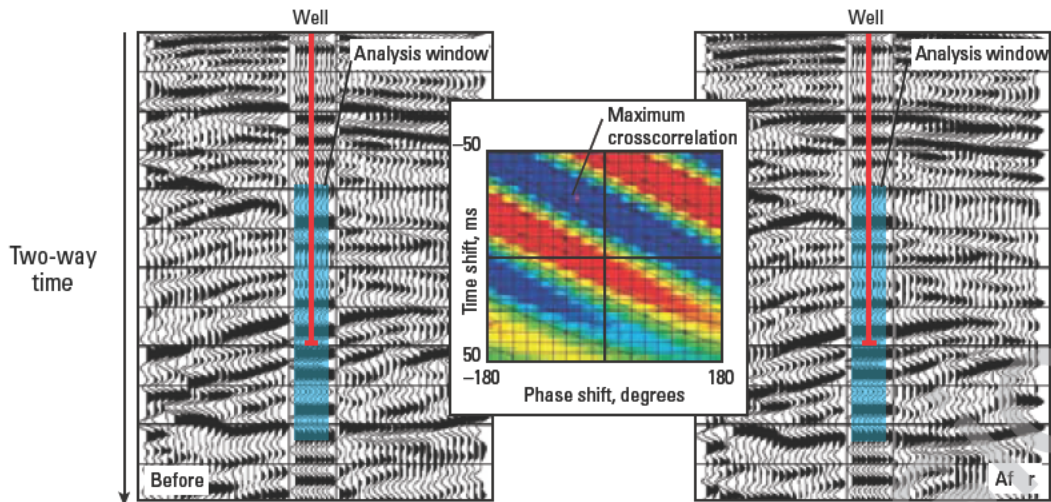 Well
Analysis window
Two-way
time
Before
Maximum
crosscorrelation
–50
Time shift, ms
50
–180
180
Phase shift, degrees
Well
Analysis window